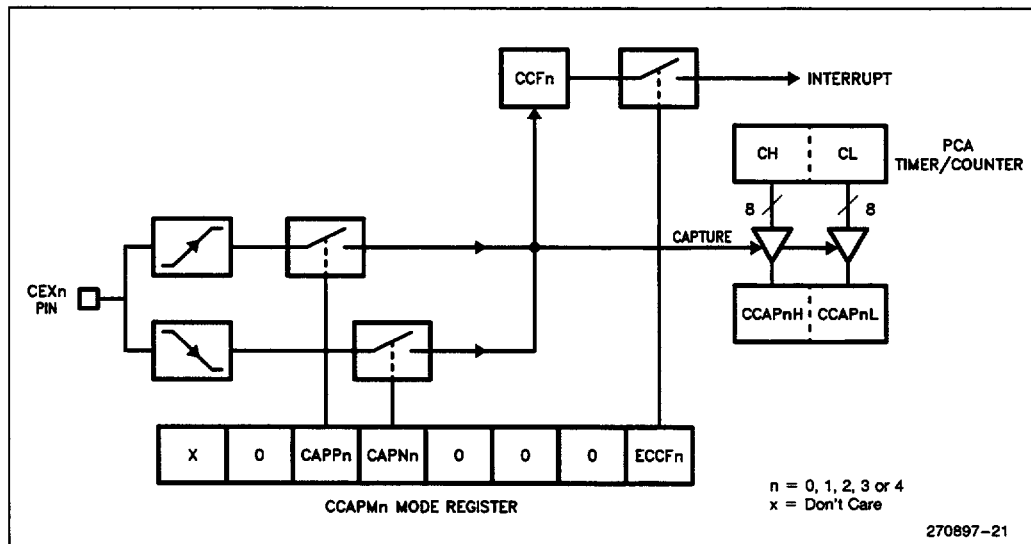 CCFn
INTERRUPT
CH CL
PCA
TIMER/COUNTER
8 8
CAPTURE
CEXn
PIN
CCAPnH CCAPnL
X 0 CAPPn CAPNn 0 0 0 ECCFn
CCAPMn MODE REGISTER
n = 0, 1, 2, 3 or 4
x = Don't Care
270897–21